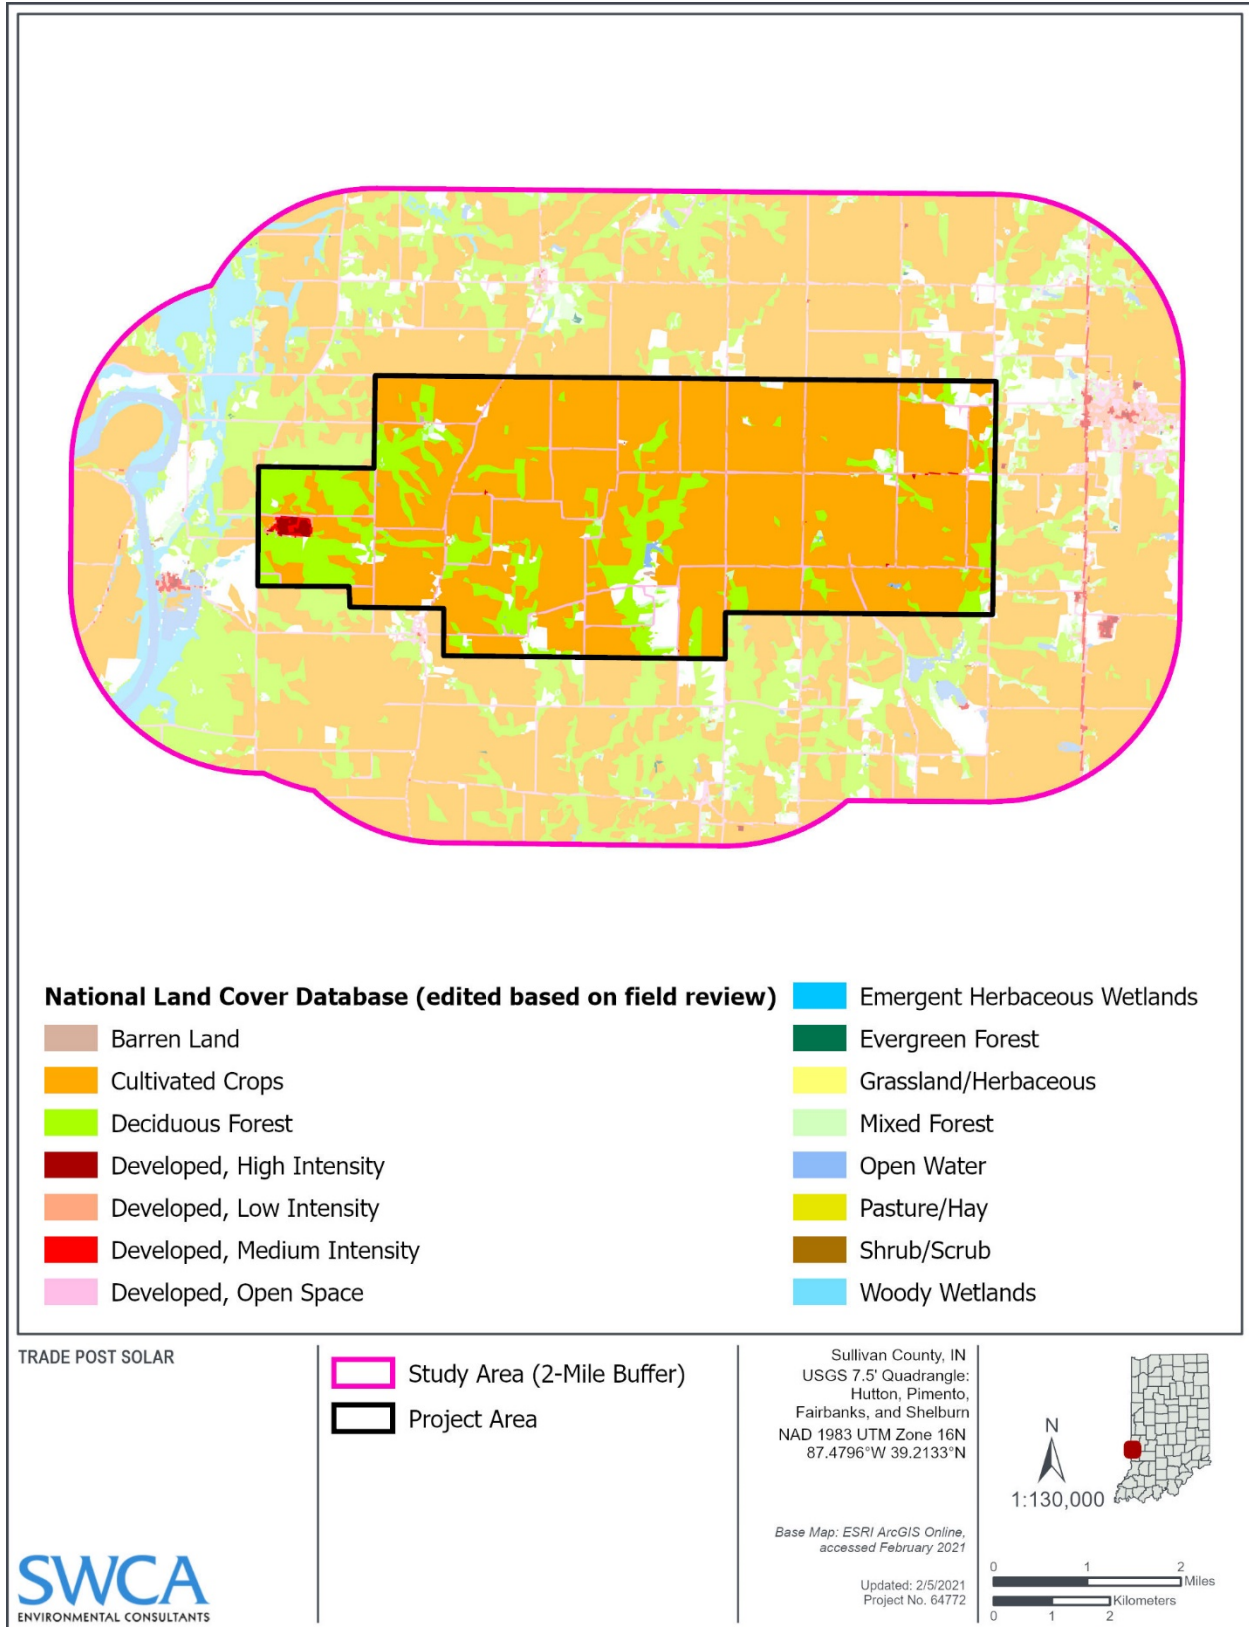 National Land Cover Database (edited based on field review)
Barren Land
Cultivated Crops
Deciduous Forest
Developed, High Intensity
Developed, Low Intensity
Developed, Medium Intensity
Developed, Open Space
Emergent Herbaceous Wetlands
Evergreen Forest
Grassland/Herbaceous
Mixed Forest
Open Water
Pasture/Hay
Shrub/Scrub
Woody Wetlands
TRADE POST SOLAR
SWCA
ENVIRONMENTAL CONSULTANTS
Study Area (2-Mile Buffer)
Project Area
Sullivan County, IN
USGS 7.5' Quadrangle:
Hutton, Pimento,
Fairbanks, and Shelburn
NAD 1983 UTM Zone 16N
87.4796°W 39.2133°N
Base Map: ESRI ArcGIS Online,
accessed February 2021
Updated: 2/5/2021
Project No. 64772
N
1:130,000
0 1 2
Miles
Kilometers
0 1 2